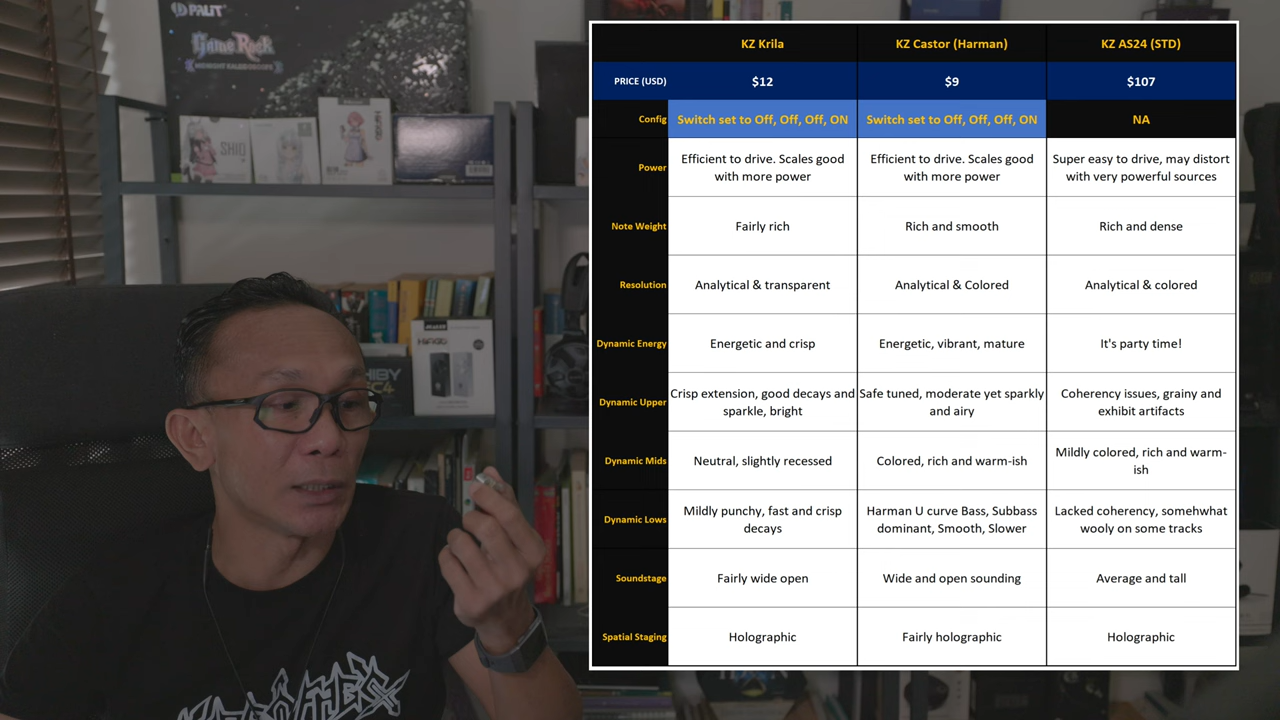 PALIT
GameRock
MIDNIGHT KALEIDOSCOPE
SHIO
HIBY
FC4
KZ Krila
KZ Castor (Harman)
KZ AS24 (STD)
PRICE (USD)
$12
$9
$107
Config
Switch set to Off, Off, Off, ON
Switch set to Off, Off, Off, ON
NA
Power
Efficient to drive. Scales good
with more power
Efficient to drive. Scales good
with more power
Super easy to drive, may distort
with very powerful sources
Note Weight
Fairly rich
Rich and smooth
Rich and dense
Resolution
Analytical & transparent
Analytical & Colored
Analytical & colored
Dynamic Energy
Energetic and crisp
Energetic, vibrant, mature
It's party time!
Dynamic Upper
Crisp extension, good decays and
sparkle, bright
Safe tuned, moderate yet sparkly
and airy
Coherency issues, grainy and
exhibit artifacts
Dynamic Mids
Neutral, slightly recessed
Colored, rich and warm-ish
Mildly colored, rich and warm-
ish
Dynamic Lows
Mildly punchy, fast and crisp
decays
Harman U curve Bass, Subbass
dominant, Smooth, Slower
Lacked coherency, somehwhat
wooly on some tracks
Soundstage
Fairly wide open
Wide and open sounding
Average and tall
Spatial Staging
Holographic
Fairly holographic
Holographic